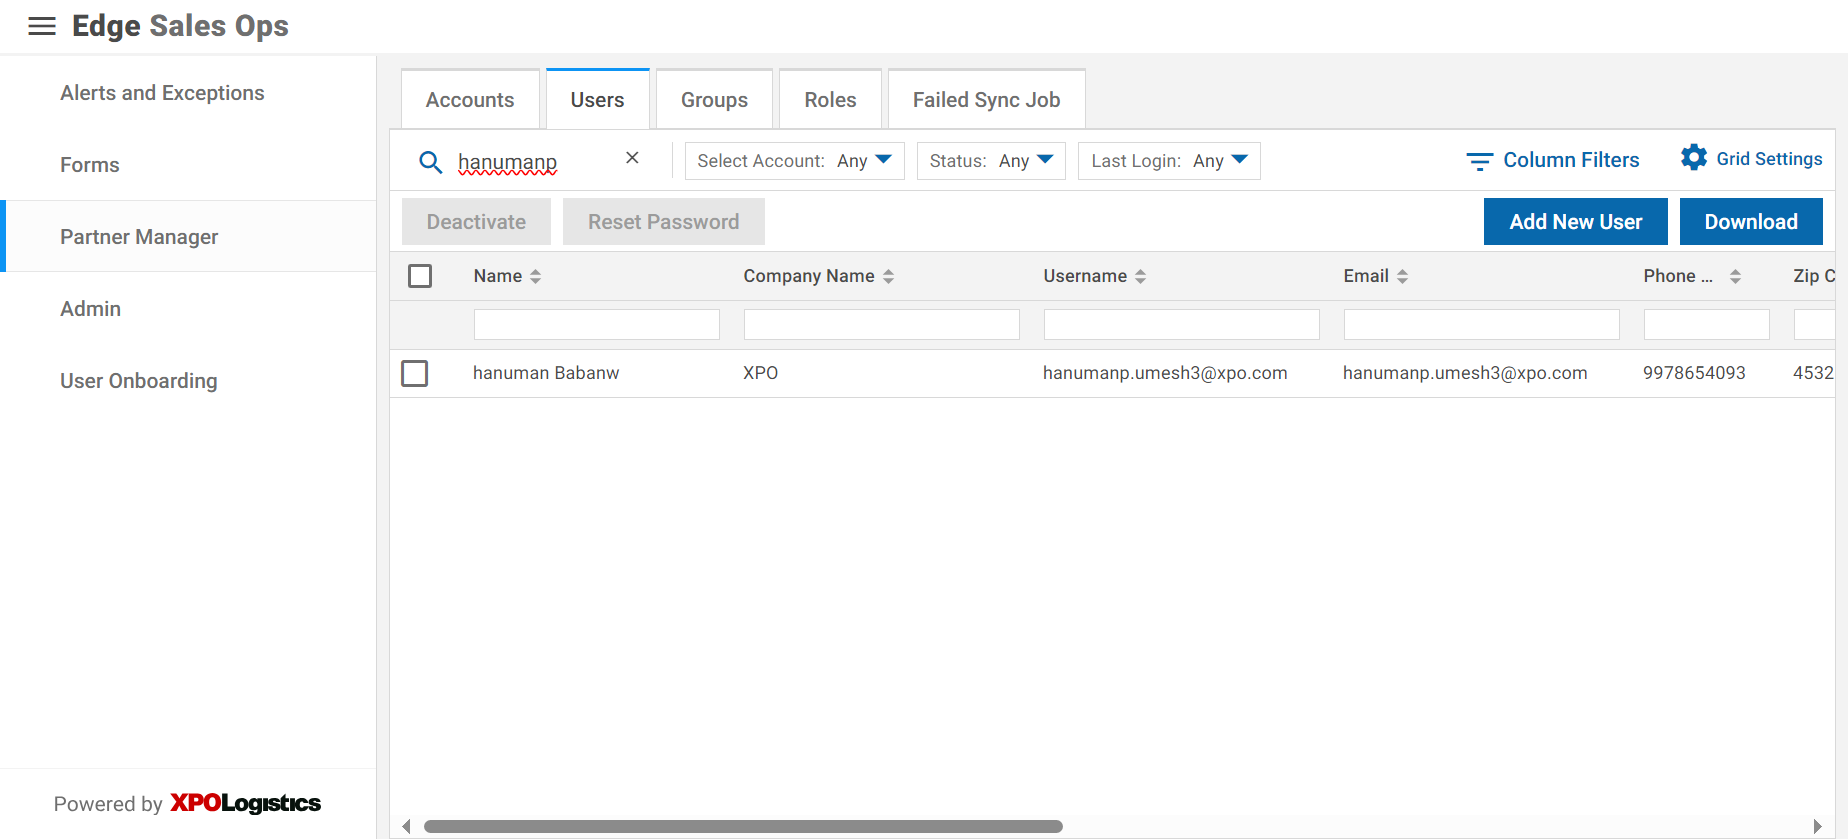 Edge Sales Ops
Alerts and Exceptions
Forms
Partner Manager
Admin
User Onboarding
Powered by XPOLogistics
Accounts Users Groups Roles Failed Sync Job
hanumanp Select Account: Any Status: Any Last Login: Any Column Filters Grid Settings
Deactivate Reset Password Add New User Download
Name Company Name Username Email Phone ... Zip C
hanuman Babanw XPO hanumanp.umesh3@xpo.com hanumanp.umesh3@xpo.com 9978654093 4532